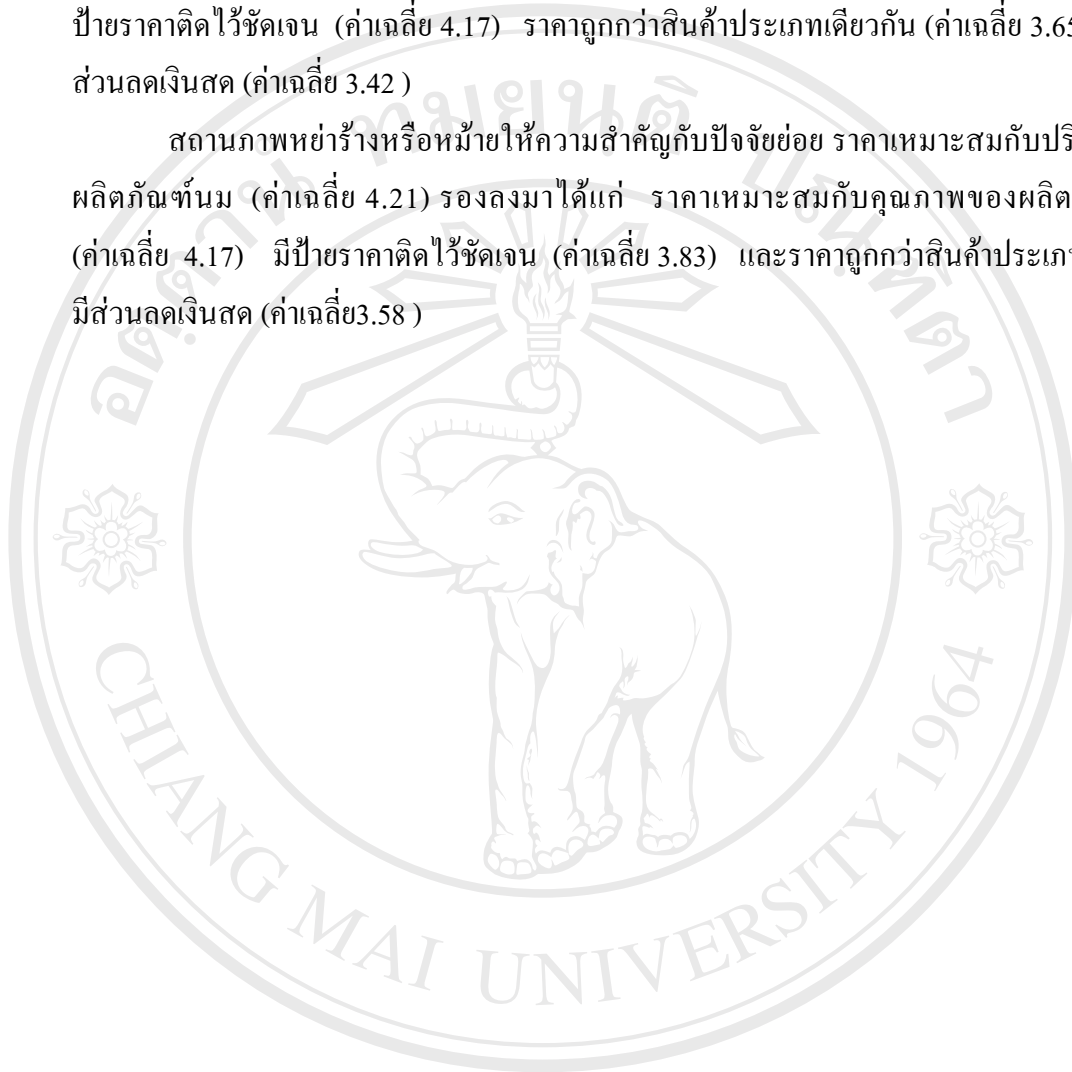 ป้ายราคาติดไว้ชัดเจน (ค่าเฉลี่ย 4.17) ราคาถูกกว่าสินค้าประเภทเดียวกัน (ค่าเฉลี่ย 3.65
ส่วนลดเงินสด (ค่าเฉลี่ย 3.42 )
สถานภาพหย่าร้างหรือหม้ายให้ความสำคัญกับปัจจัยย่อย ราคาเหมาะสมกับปริ
ผลิตภัณฑ์นม (ค่าเฉลี่ย 4.21) รองลงมาได้แก่ ราคาเหมาะสมกับคุณภาพของผลิต
(ค่าเฉลี่ย 4.17) มีป้ายราคาติดไว้ชัดเจน (ค่าเฉลี่ย 3.83) และราคาถูกกว่าสินค้าประเภ
มีส่วนลดเงินสด (ค่าเฉลี่ย3.58 )
CHIANG MAI UNIVERSITY 1964